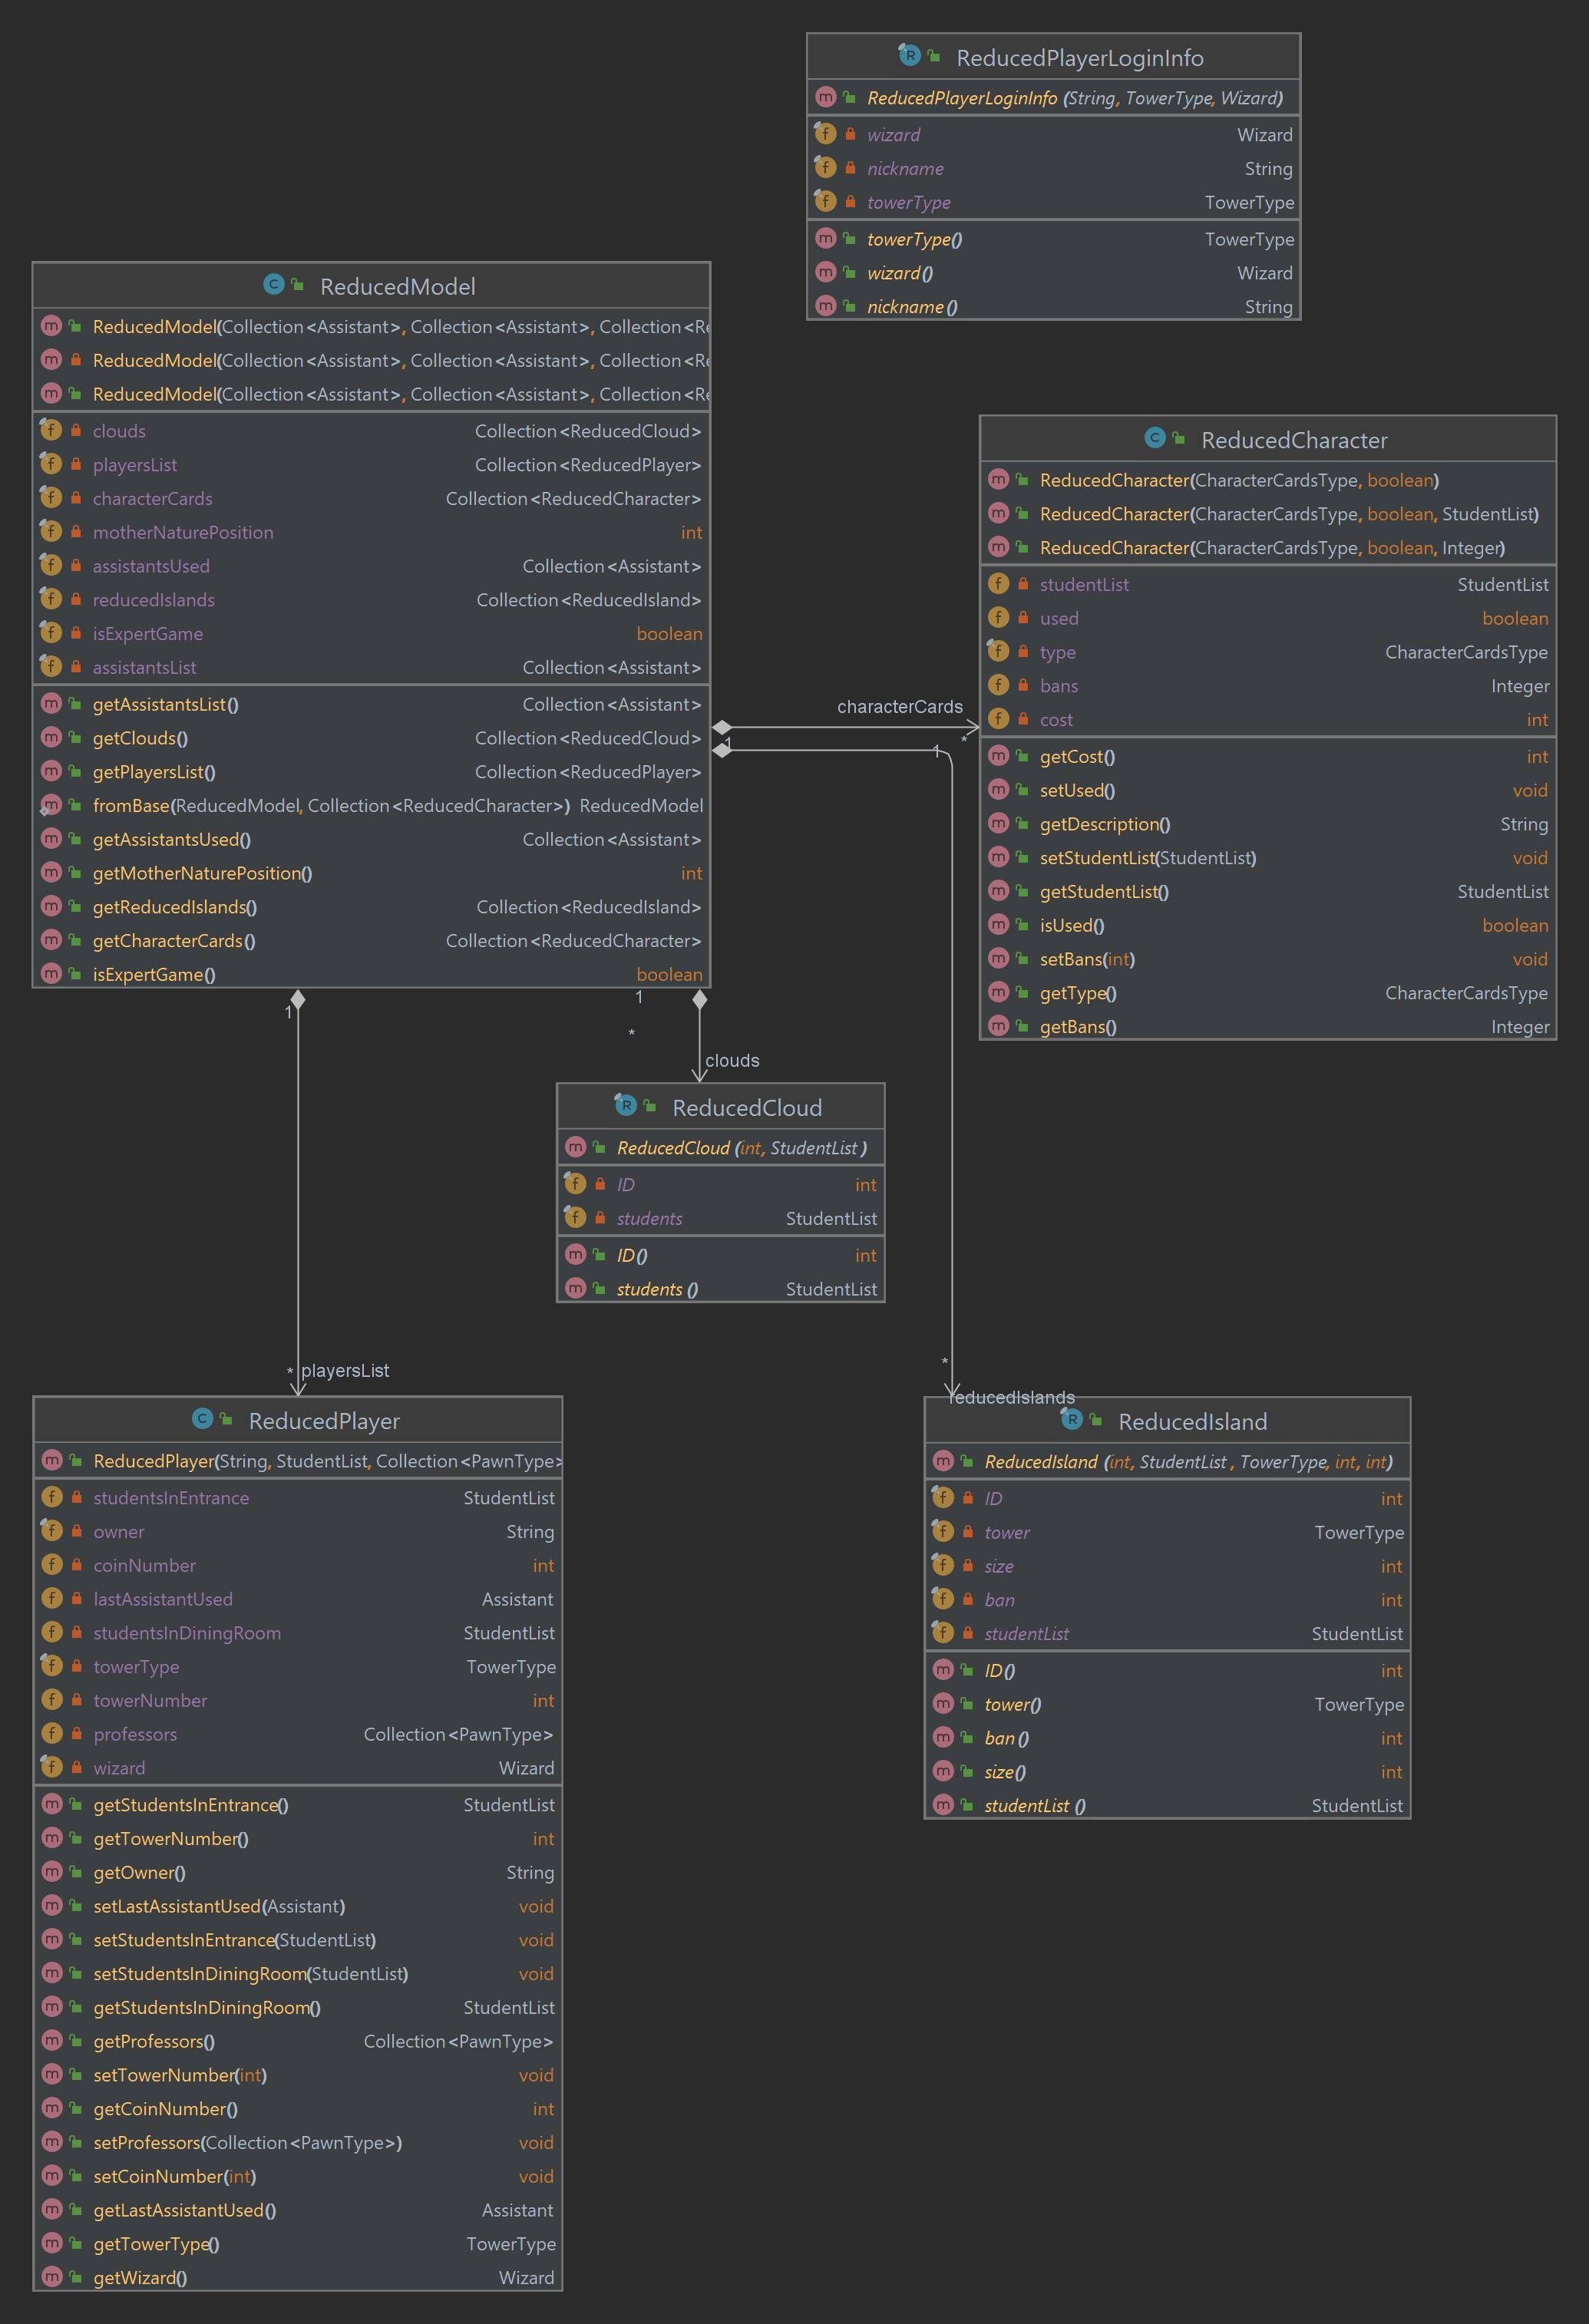 ReducedPlayerLoginInfo
ReducedPlayerLoginInfo (String, TowerType, Wizard)
wizard Wizard
nickname String
towerType TowerType
towerType() TowerType
wizard() Wizard
nickname() String
ReducedModel
ReducedModel(Collection<Assistant>, Collection<Assistant>, Collection<Re
ReducedModel(Collection<Assistant>, Collection<Assistant>, Collection<Re
ReducedModel(Collection<Assistant>, Collection<Assistant>, Collection<Re
clouds Collection<ReducedCloud>
playersList Collection<ReducedPlayer>
characterCards Collection<ReducedCharacter>
motherNaturePosition int
assistantsUsed Collection<Assistant>
reducedIslands Collection<ReducedIsland>
isExpertGame boolean
assistantsList Collection<Assistant>
getAssistantsList() Collection<Assistant>
getClouds() Collection<ReducedCloud>
getPlayersList() Collection<ReducedPlayer>
fromBase(ReducedModel, Collection<ReducedCharacter>) ReducedModel
getAssistantsUsed() Collection<Assistant>
getMotherNaturePosition() int
getReducedIslands() Collection<ReducedIsland>
getCharacterCards() Collection<ReducedCharacter>
isExpertGame() boolean
ReducedCharacter
ReducedCharacter(CharacterCardsType, boolean)
ReducedCharacter(CharacterCardsType, boolean, StudentList)
ReducedCharacter(CharacterCardsType, boolean, Integer)
studentList StudentList
used boolean
type CharacterCardsType
bans Integer
cost int
getCost() int
setUsed() void
getDescription() String
setStudentList(StudentList) void
getStudentList() StudentList
isUsed() boolean
setBans(int) void
getType() CharacterCardsType
getBans() Integer
characterCards
1 *
1
1
1
*
clouds
ReducedCloud
ReducedCloud (int, StudentList)
ID int
students StudentList
ID() int
students () StudentList
* playersList
ReducedPlayer
ReducedPlayer(String, StudentList, Collection<PawnType>
studentsInEntrance StudentList
owner String
coinNumber int
lastAssistantUsed Assistant
studentsInDiningRoom StudentList
towerType TowerType
towerNumber int
professors Collection<PawnType>
wizard Wizard
getStudentsInEntrance() StudentList
getTowerNumber() int
getOwner() String
setLastAssistantUsed(Assistant) void
setStudentsInEntrance(StudentList) void
setStudentsInDiningRoom(StudentList) void
getStudentsInDiningRoom() StudentList
getProfessors() Collection<PawnType>
setTowerNumber(int) void
getCoinNumber() int
setProfessors(Collection<PawnType>) void
setCoinNumber(int) void
getLastAssistantUsed() Assistant
getTowerType() TowerType
getWizard() Wizard
*
reducedIslands
ReducedIsland
ReducedIsland (int, StudentList, TowerType, int, int)
ID int
tower TowerType
size int
ban int
studentList StudentList
ID() int
tower() TowerType
ban() int
size() int
studentList () StudentList